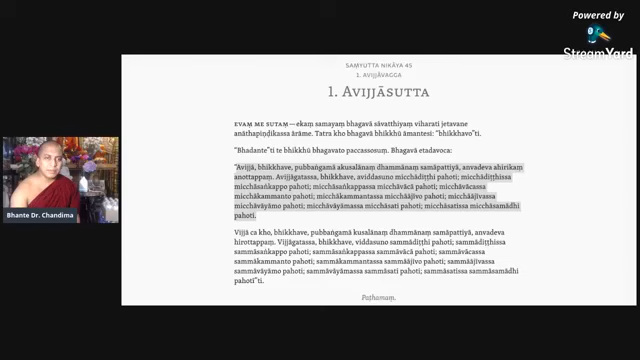 Powered by
StreamYard
SAṂYUTTA NIKĀYA 45
1. AVIJJĀVAGGA
1. AVIJJĀSUTTA
EVAṂ ME SUTAṂ—ekaṃ samayaṃ bhagavā sāvatthiyaṃ viharati jetavane
anāthapiṇḍikassa ārāme. Tatra kho bhagavā bhikkhū āmantesi: “bhikkhavo”ti.
“Bhadante”ti te bhikkhū bhagavato paccassosuṃ. Bhagavā etadavoca:
“Avijjā, bhikkhave, pubbaṅgamā akusalānaṃ dhammānaṃ samāpattiyā, anvadeva ahirikaṃ
anottappaṃ. Avijjāgatassa, bhikkhave, aviddasuno micchādiṭṭhi pahoti; micchādiṭṭhissa
micchāsaṅkappo pahoti; micchāsaṅkappassa micchāvācā pahoti; micchāvācassa
micchākammanto pahoti; micchākammantassa micchāājīvo pahoti; micchāājīvassa
micchāvāyāmo pahoti; micchāvāyāmassa micchāsati pahoti; micchāsatissa micchāsamādhi
pahoti.
Vijjā ca kho, bhikkhave, pubbaṅgamā kusalānaṃ dhammānaṃ samāpattiyā, anvadeva
hirottappaṃ. Vijjāgatassa, bhikkhave, viddasuno sammādiṭṭhi pahoti; sammādiṭṭhissa
sammāsaṅkappo pahoti; sammāsaṅkappassa sammāvācā pahoti; sammāvācassa
sammākammanto pahoti; sammākammantassa sammāājīvo pahoti; sammāājīvassa
sammāvāyāmo pahoti; sammāvāyāmassa sammāsati pahoti; sammāsatissa sammāsamādhi
pahotī”ti.
Paṭhamaṃ.
Bhante Dr. Chandima